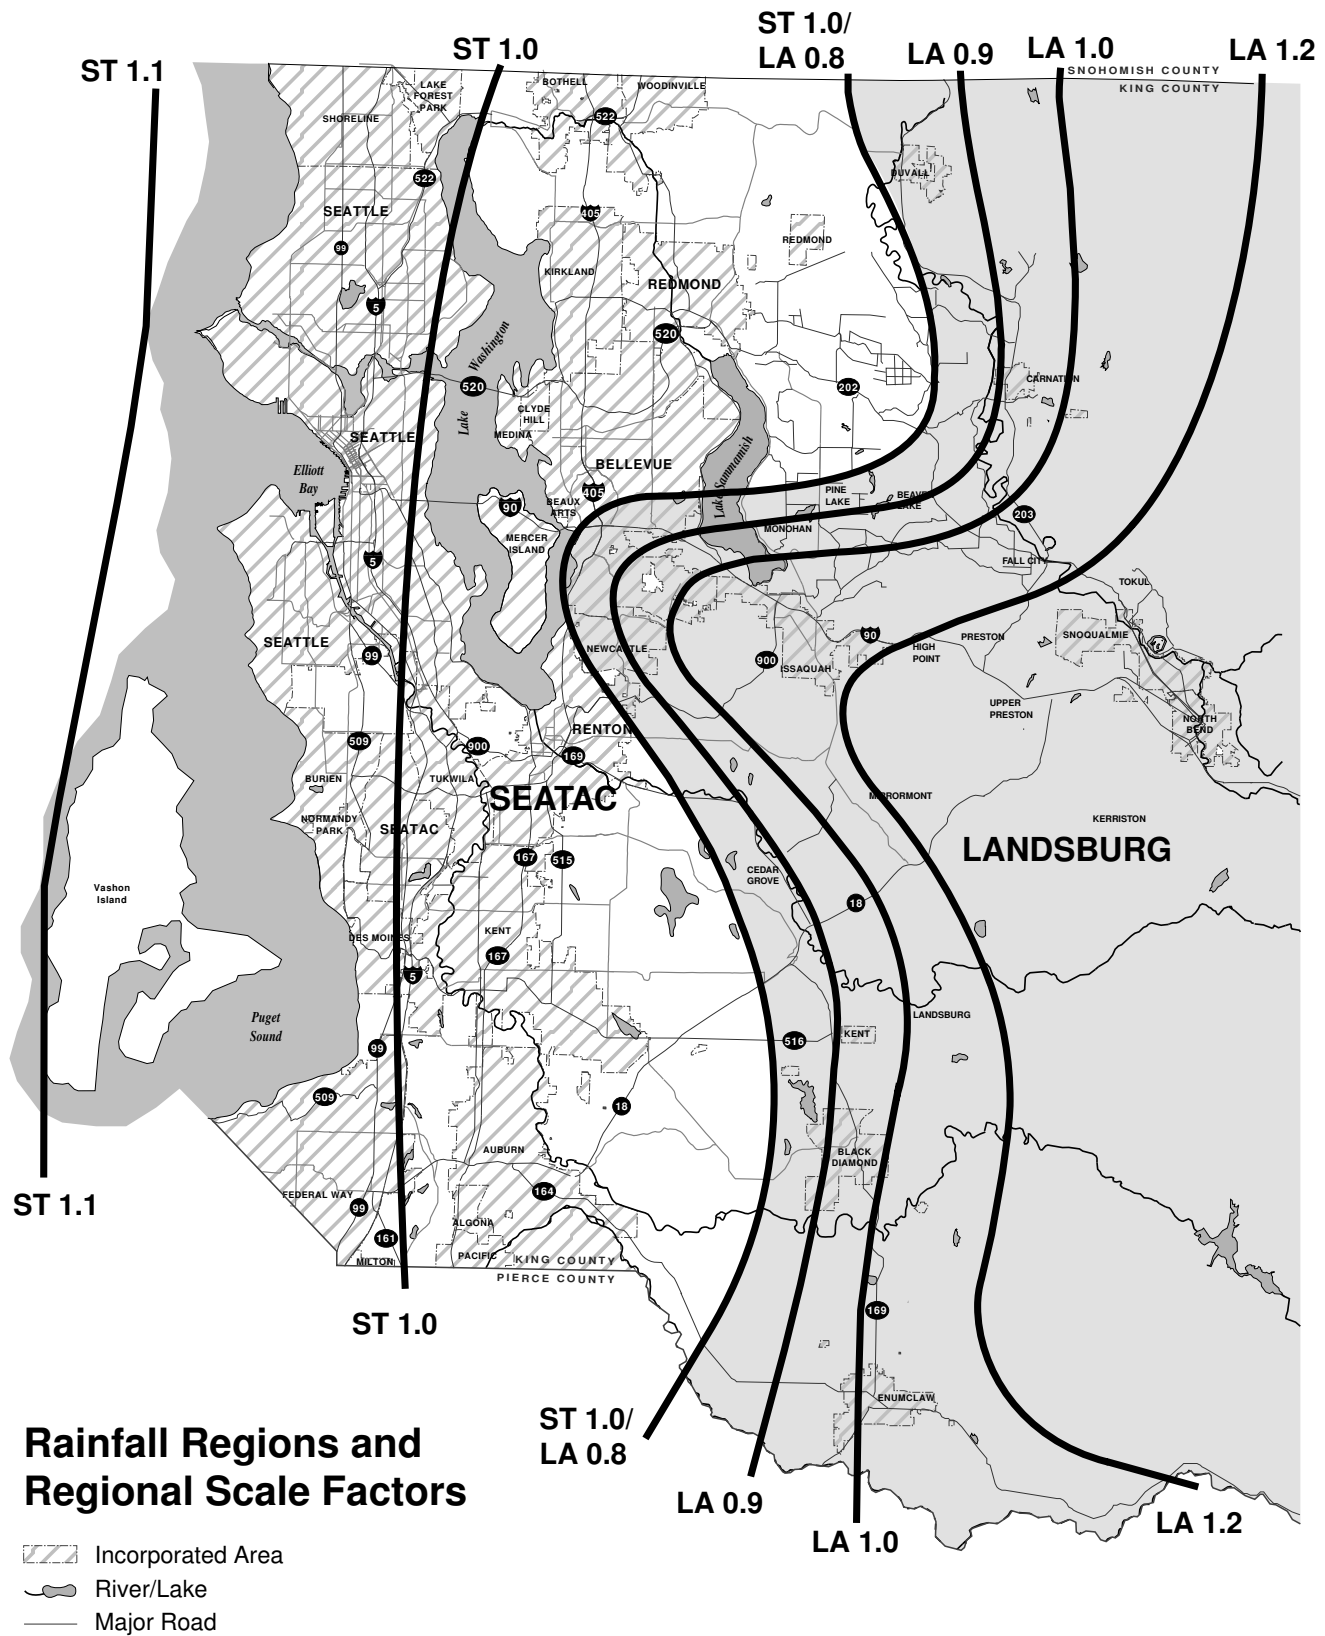 ST 1.1
ST 1.0
ST 1.0/
LA 0.8
LA 0.9
LA 1.0
LA 1.2
SNOHOMISH COUNTY
KING COUNTY
LAKE
FOREST
PARK
BOTHELL
WOODINVILLE
SHORELINE
522
522
DUVALL
SEATTLE
405
99
REDMOND
KIRKLAND
REDMOND
5
520
Lake Washington
520
202
CARNATION
CLYDE
HILL
MEDINA
SEATTLE
BELLEVUE
Elliott
Bay
Lake Sammamish
405
90
BEAUX
ARTS
PINE
LAKE
BEAVER
LAKE
203
MONOHAN
MERCER
ISLAND
5
FALL CITY
TOKUL
SEATTLE
99
NEWCASTLE
900
ISSAQUAH
90
HIGH
POINT
PRESTON
SNOQUALMIE
UPPER
PRESTON
NORTH
BEND
RENTON
509
900
169
BURIEN
TUKWILA
SEATAC
MIRRORMONT
NORMANDY
PARK
SEATAC
KERRISTON
LANDSBURG
167
515
CEDAR
GROVE
Vashon
Island
18
DES MOINES
KENT
167
5
Puget
Sound
LANDSBURG
99
516
KENT
509
18
AUBURN
BLACK
DIAMOND
FEDERAL WAY
99
164
ALGONA
161
MILTON
PACIFIC
KING COUNTY
PIERCE COUNTY
ST 1.1
ST 1.0
169
ENUMCLAW
ST 1.0/
LA 0.8
LA 0.9
LA 1.0
LA 1.2
Rainfall Regions and
Regional Scale Factors
Incorporated Area
River/Lake
Major Road